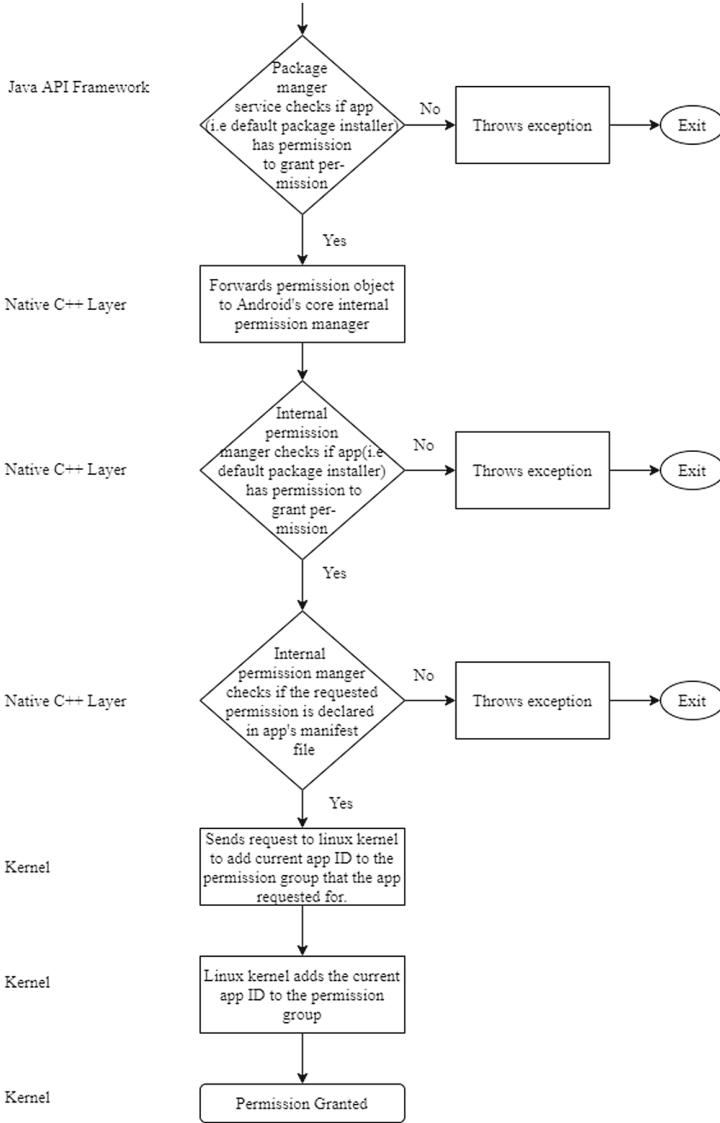 Java API Framework
Package
manger
service checks if app
(i.e default package installer)
has permission
to grant per-
mission
No
Throws exception
Exit
Yes
Native C++ Layer
Forwards permission object
to Android's core internal
permission manager
Native C++ Layer
Internal
permission
manger checks if app(i.e
default package installer)
has permission to
grant per-
mission
No
Throws exception
Exit
Yes
Native C++ Layer
Internal
permission manger
checks if the requested
permission is declared
in app's manifest
file
No
Throws exception
Exit
Yes
Kernel
Sends request to linux kernel
to add current app ID to the
permission group that the app
requested for.
Kernel
Linux kernel adds the current
app ID to the permission
group
Kernel
Permission Granted